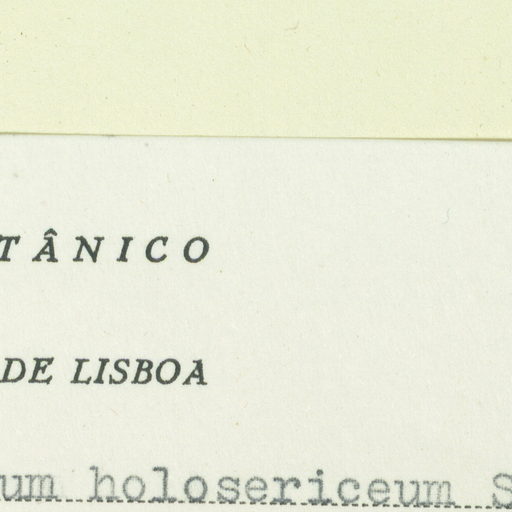 TÂNICO
DE LISBOA
um holosericeum S